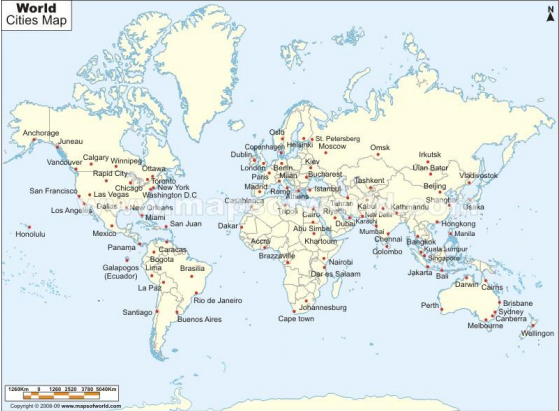 World
Cities Map
N
Anchorage
Juneau
Oslo
St. Petersberg
Copenhagen
Helsinki
Moscow
Omsk
Dublin
Irkutsk
Calgary
Winnipeg
Ottawa
London
Berlin
Kiev
Ulan Bator
Vancouver
Rapid City
Toronto
Paris
Milan
Bucharest
Tashkent
Vladivostok
Chicago
New York
Madrid
Rome
Istanbul
Beijing
San Francisco
Las Vegas
Washington D.C
Athens
Tehran
Shanghai
Osaka
Los Angeles
Dallas
New Orleans
Casablanca
Tripoli
Cairo
Riyadh
Karachi
New Delhi
Kathmandu
mapsofworld.com
Miami
Dubai
Honolulu
Mexico
San Juan
Dakar
Abu Simbel
Mumbai
Hongkong
Manila
Panama
Caracas
Accra
Khartoum
Chennai
Bangkok
Colombo
Kuala Lumpur
Singapore
Galapogos
(Ecuador)
Bogota
Lima
Brasilia
Brazzaville
Nairobi
Dar es Salaam
Jakarta
Bali
Darwin
Cairns
La Paz
Rio de Janeiro
Johannesburg
Perth
Brisbane
Santiago
Buenos Aires
Cape town
Sydney
Canberra
Melbourne
Wellington
1260Km 0 1260 2520 3780 5040Km
Copyright © 2008-09 www.mapsofworld.com